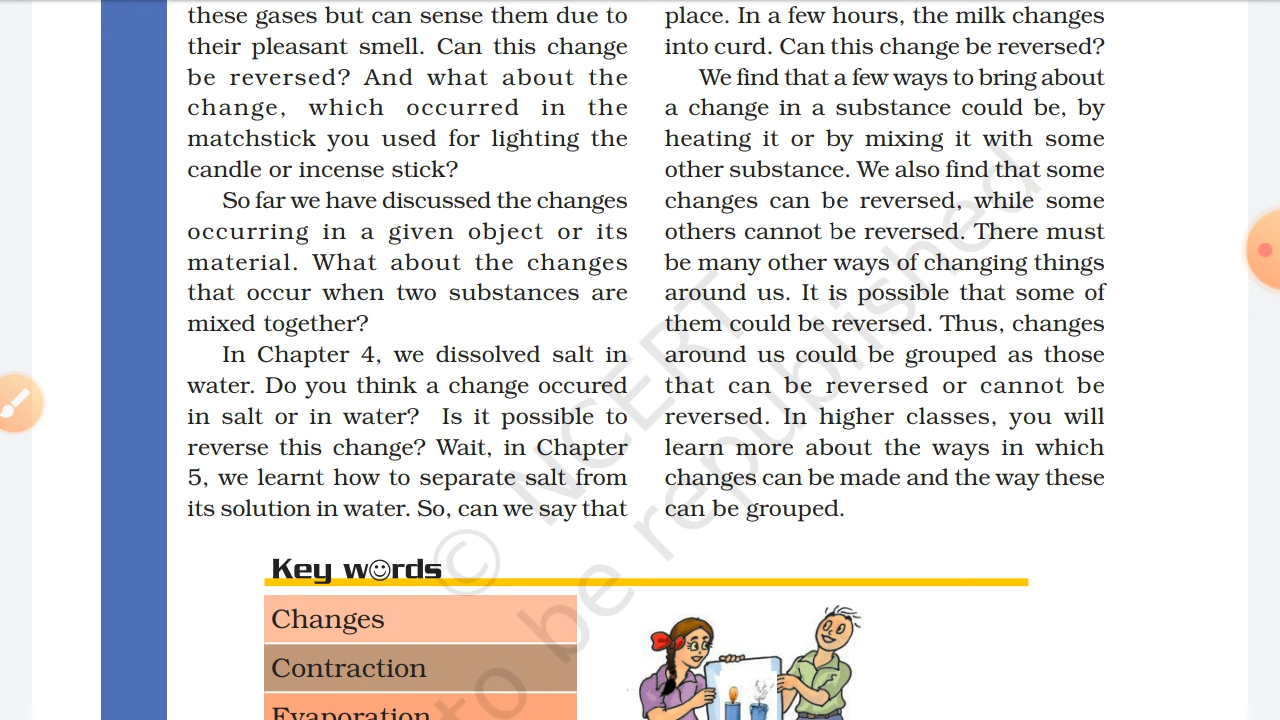 these gases but can sense them due to
their pleasant smell. Can this change
be reversed? And what about the
change, which occurred in the
matchstick you used for lighting the
candle or incense stick?
So far we have discussed the changes
occurring in a given object or its
material. What about the changes
that occur when two substances are
mixed together?
In Chapter 4, we dissolved salt in
water. Do you think a change occured
in salt or in water? Is it possible to
reverse this change? Wait, in Chapter
5, we learnt how to separate salt from
its solution in water. So, can we say that
place. In a few hours, the milk changes
into curd. Can this change be reversed?
We find that a few ways to bring about
a change in a substance could be, by
heating it or by mixing it with some
other substance. We also find that some
changes can be reversed, while some
others cannot be reversed. There must
be many other ways of changing things
around us. It is possible that some of
them could be reversed. Thus, changes
around us could be grouped as those
that can be reversed or cannot be
reversed. In higher classes, you will
learn more about the ways in which
changes can be made and the way these
can be grouped.
© NCERT
to be republished
Key words
Changes
Contraction
Evaporation